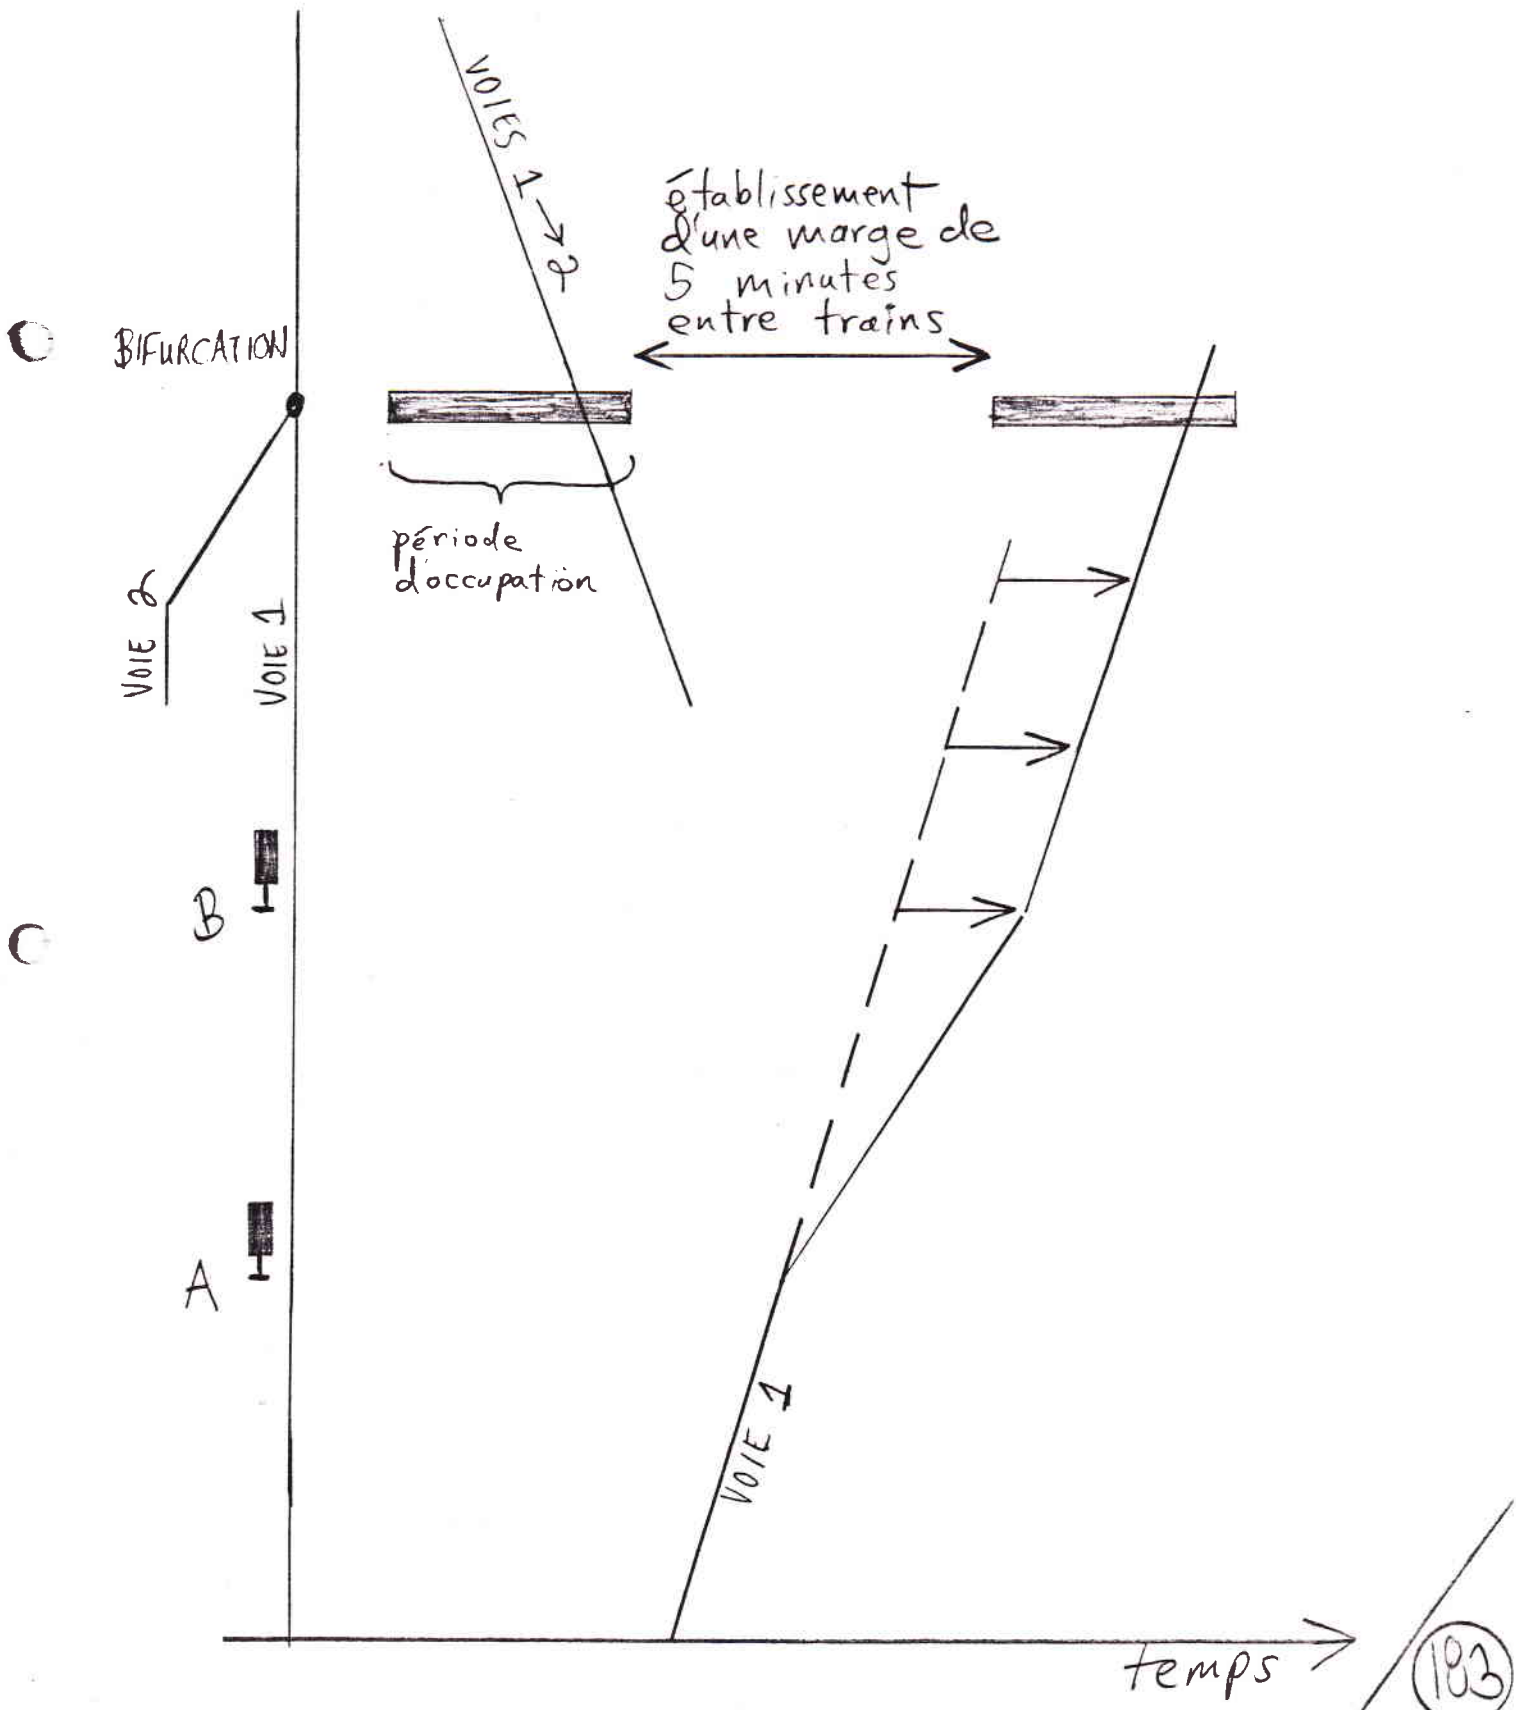 VOIES 1→2
établissement
d'une marge de
5 minutes
entre trains
BIFURCATION
période
d'occupation
VOIE 2
VOIE 1
B
A
VOIE 1
temps
183